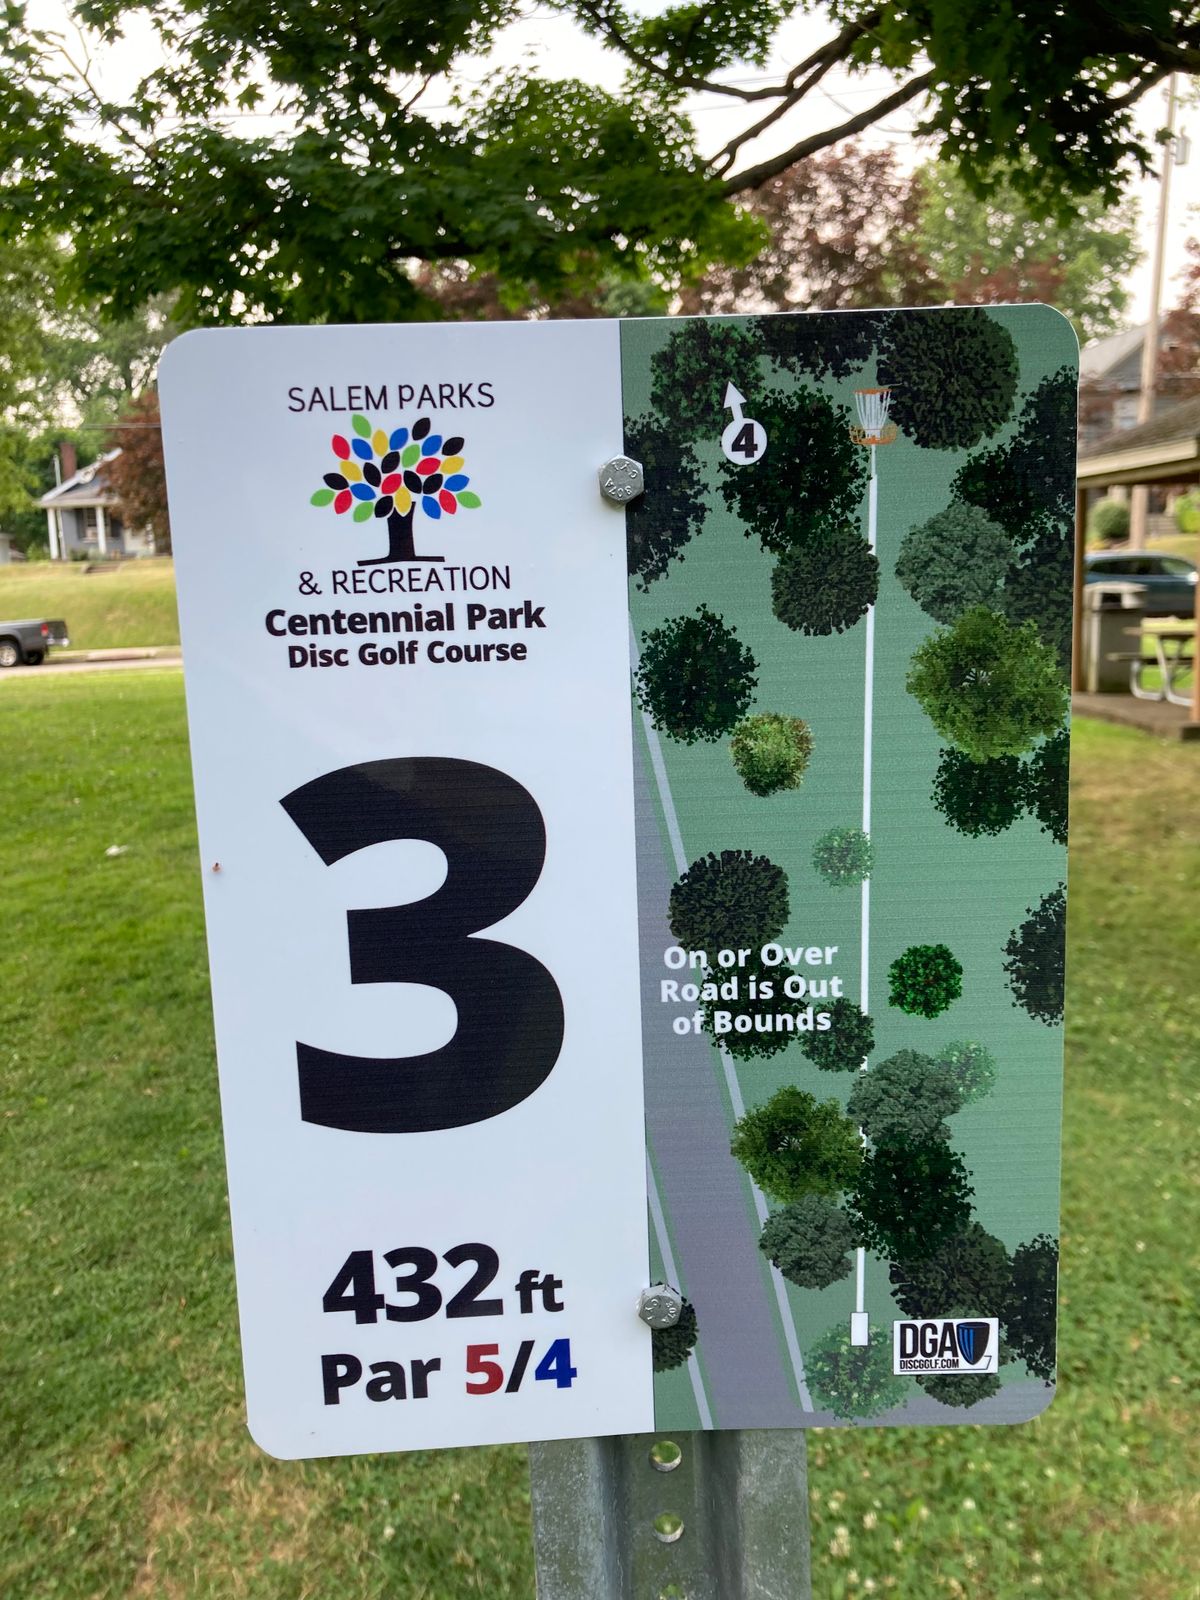 SALEM PARKS
& RECREATION
Centennial Park
Disc Golf Course
3
432 ft
Par 5/4
4
On or Over
Road is Out
of Bounds
DGA
DISCGOLF.COM